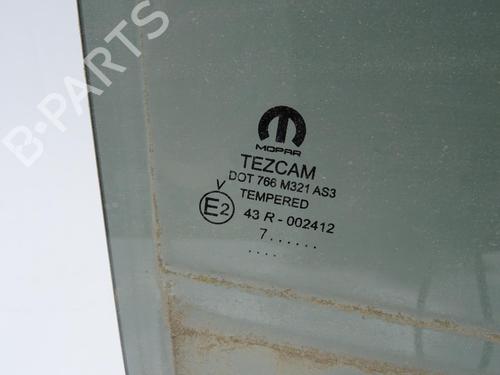 B-PARTS
MOPAR
TEZCAM
DOT 766 M321 AS3
TEMPERED
V
E2
43 R - 002412
7......
....